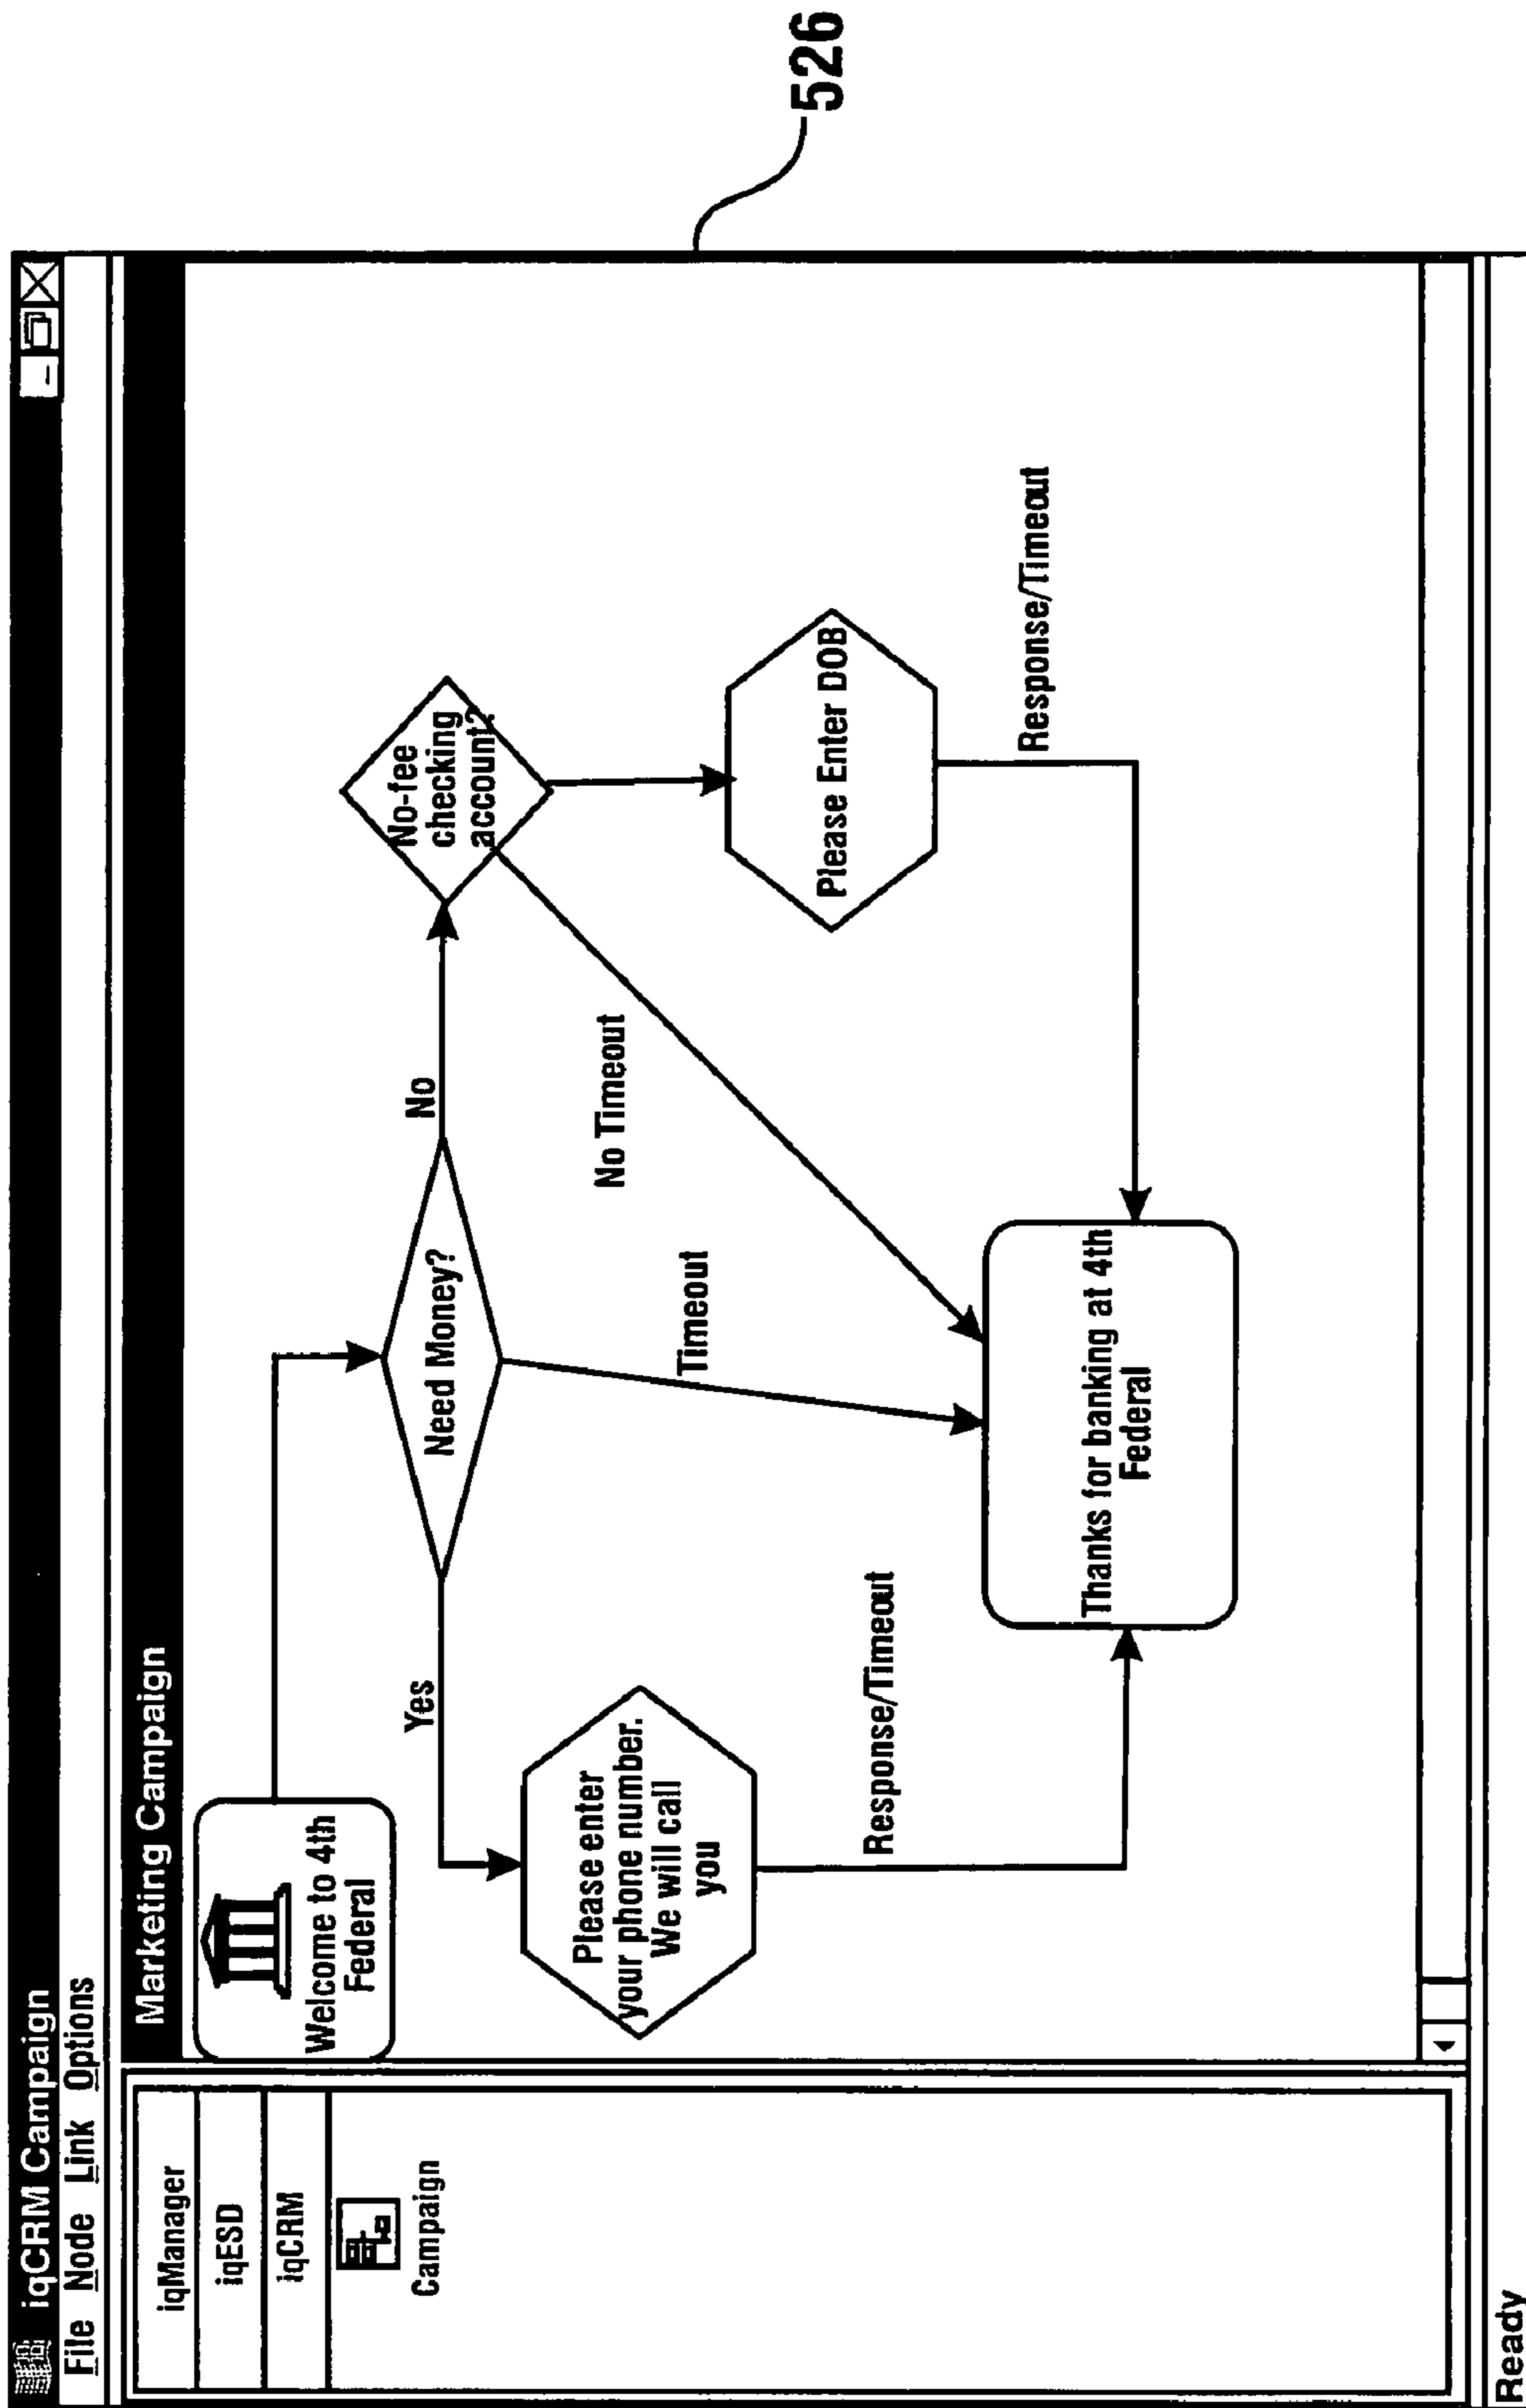 iqCRM Campaign
File Node Link Options
iqManager
iqESD
iqCRM
Campaign
Marketing Campaign
Welcome to 4th
Federal
Need Money?
Yes
No
No-fee
checking
account?
Please enter
your phone number.
We will call
you
Timeout
No Timeout
Please Enter DOB
Response/Timeout
Response/Timeout
Thanks for banking at 4th
Federal
Ready
526